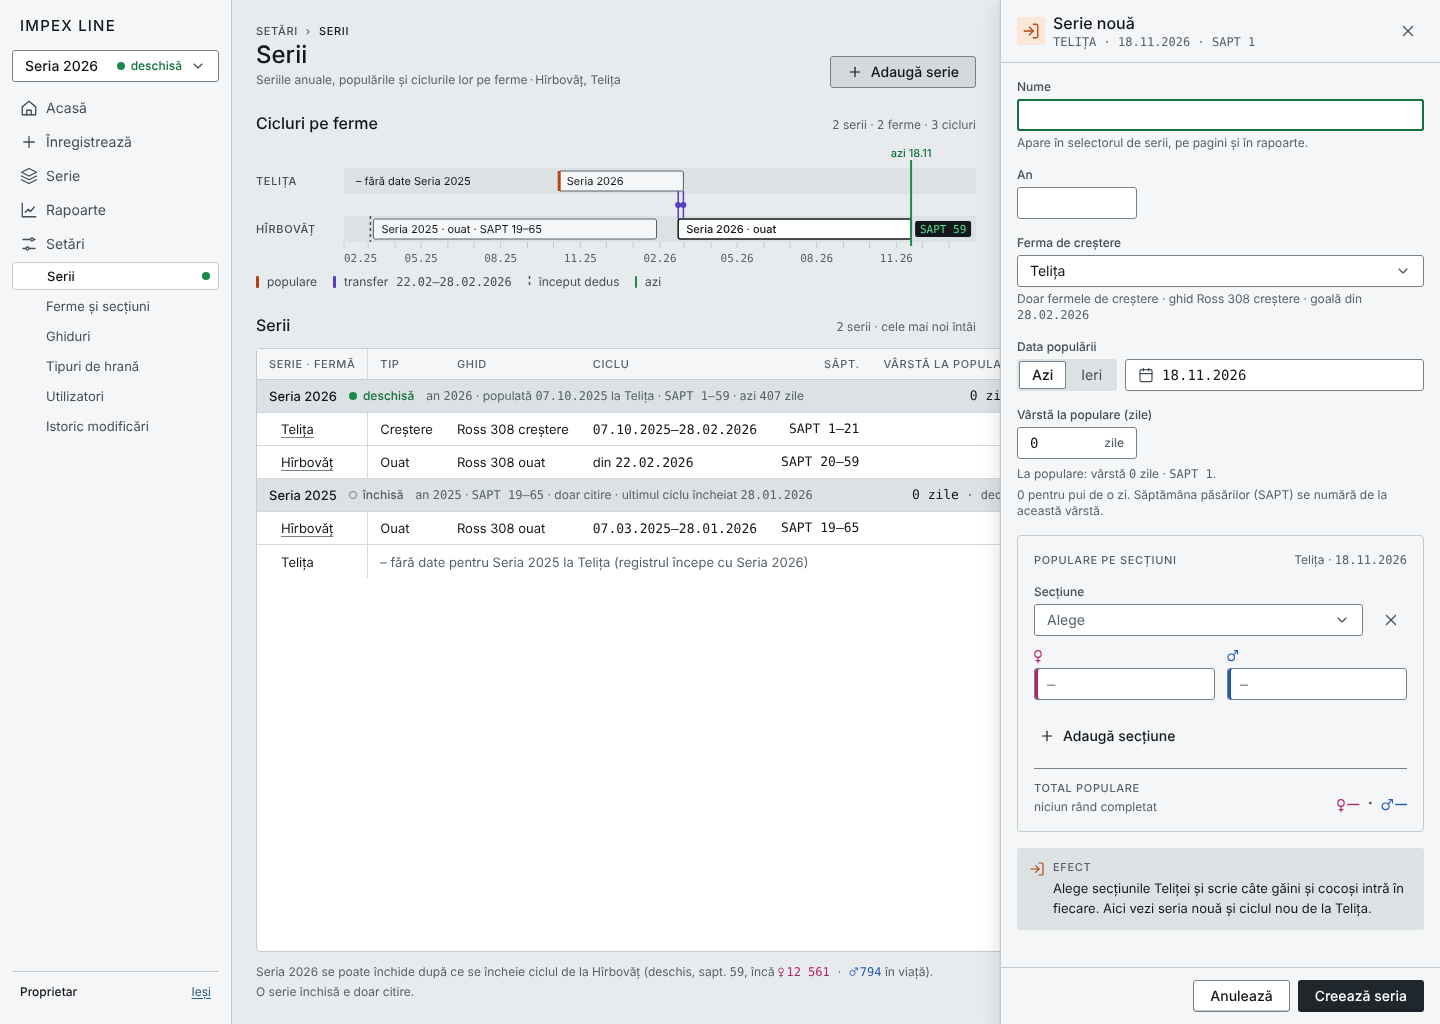 IMPEX LINE
Seria 2026 deschisă
Acasă
Înregistrează
Serie
Rapoarte
Setări
Serii
Ferme și secțiuni
Ghiduri
Tipuri de hrană
Utilizatori
Istoric modificări
Proprietar Ieși
SETĂRI › SERII
Serii
Seriile anuale, populările și ciclurile lor pe ferme · Hîrbovăț, Telița
Adaugă serie
Cicluri pe ferme
2 serii · 2 ferme · 3 cicluri
azi 18.11
TELIȚA
– fără date Seria 2025
Seria 2026
HÎRBOVĂȚ
Seria 2025 · ouat · SAPT 19–65
Seria 2026 · ouat
SAPT 59
02.25 05.25 08.25 11.25 02.26 05.26 08.26 11.26
populare transfer 22.02–28.02.2026 început dedus azi
Serii
2 serii · cele mai noi întâi
SERIE · FERMĂ TIP GHID CICLU SĂPT. VÂRSTĂ LA POPULA
Seria 2026 deschisă an 2026 · populată 07.10.2025 la Telița · SAPT 1–59 · azi 407 zile 0 zi
Telița Creștere Ross 308 creștere 07.10.2025–28.02.2026 SAPT 1–21
Hîrbovăț Ouat Ross 308 ouat din 22.02.2026 SAPT 20–59
Seria 2025 închisă an 2025 · SAPT 19–65 · doar citire · ultimul ciclu încheiat 28.01.2026 0 zile · ded
Hîrbovăț Ouat Ross 308 ouat 07.03.2025–28.01.2026 SAPT 19–65
Telița – fără date pentru Seria 2025 la Telița (registrul începe cu Seria 2026)
Seria 2026 se poate închide după ce se încheie ciclul de la Hîrbovăț (deschis, sapt. 59, încă ♀12 561 · ♂794 în viață).
O serie închisă e doar citire.
Serie nouă
TELIȚA · 18.11.2026 · SAPT 1
Nume
Apare în selectorul de serii, pe pagini și în rapoarte.
An
Ferma de creștere
Telița
Doar fermele de creștere · ghid Ross 308 creștere · goală din
28.02.2026
Data populării
Azi Ieri 18.11.2026
Vârstă la populare (zile)
0 zile
La populare: vârstă 0 zile · SAPT 1.
0 pentru pui de o zi. Săptămâna păsărilor (SAPT) se numără de la
această vârstă.
POPULARE PE SECȚIUNI Telița · 18.11.2026
Secțiune
Alege
♀ ♂
– –
Adaugă secțiune
TOTAL POPULARE
niciun rând completat ♀— · ♂—
EFECT
Alege secțiunile Teliței și scrie câte găini și cocoși intră în
fiecare. Aici vezi seria nouă și ciclul nou de la Telița.
Anulează Creează seria